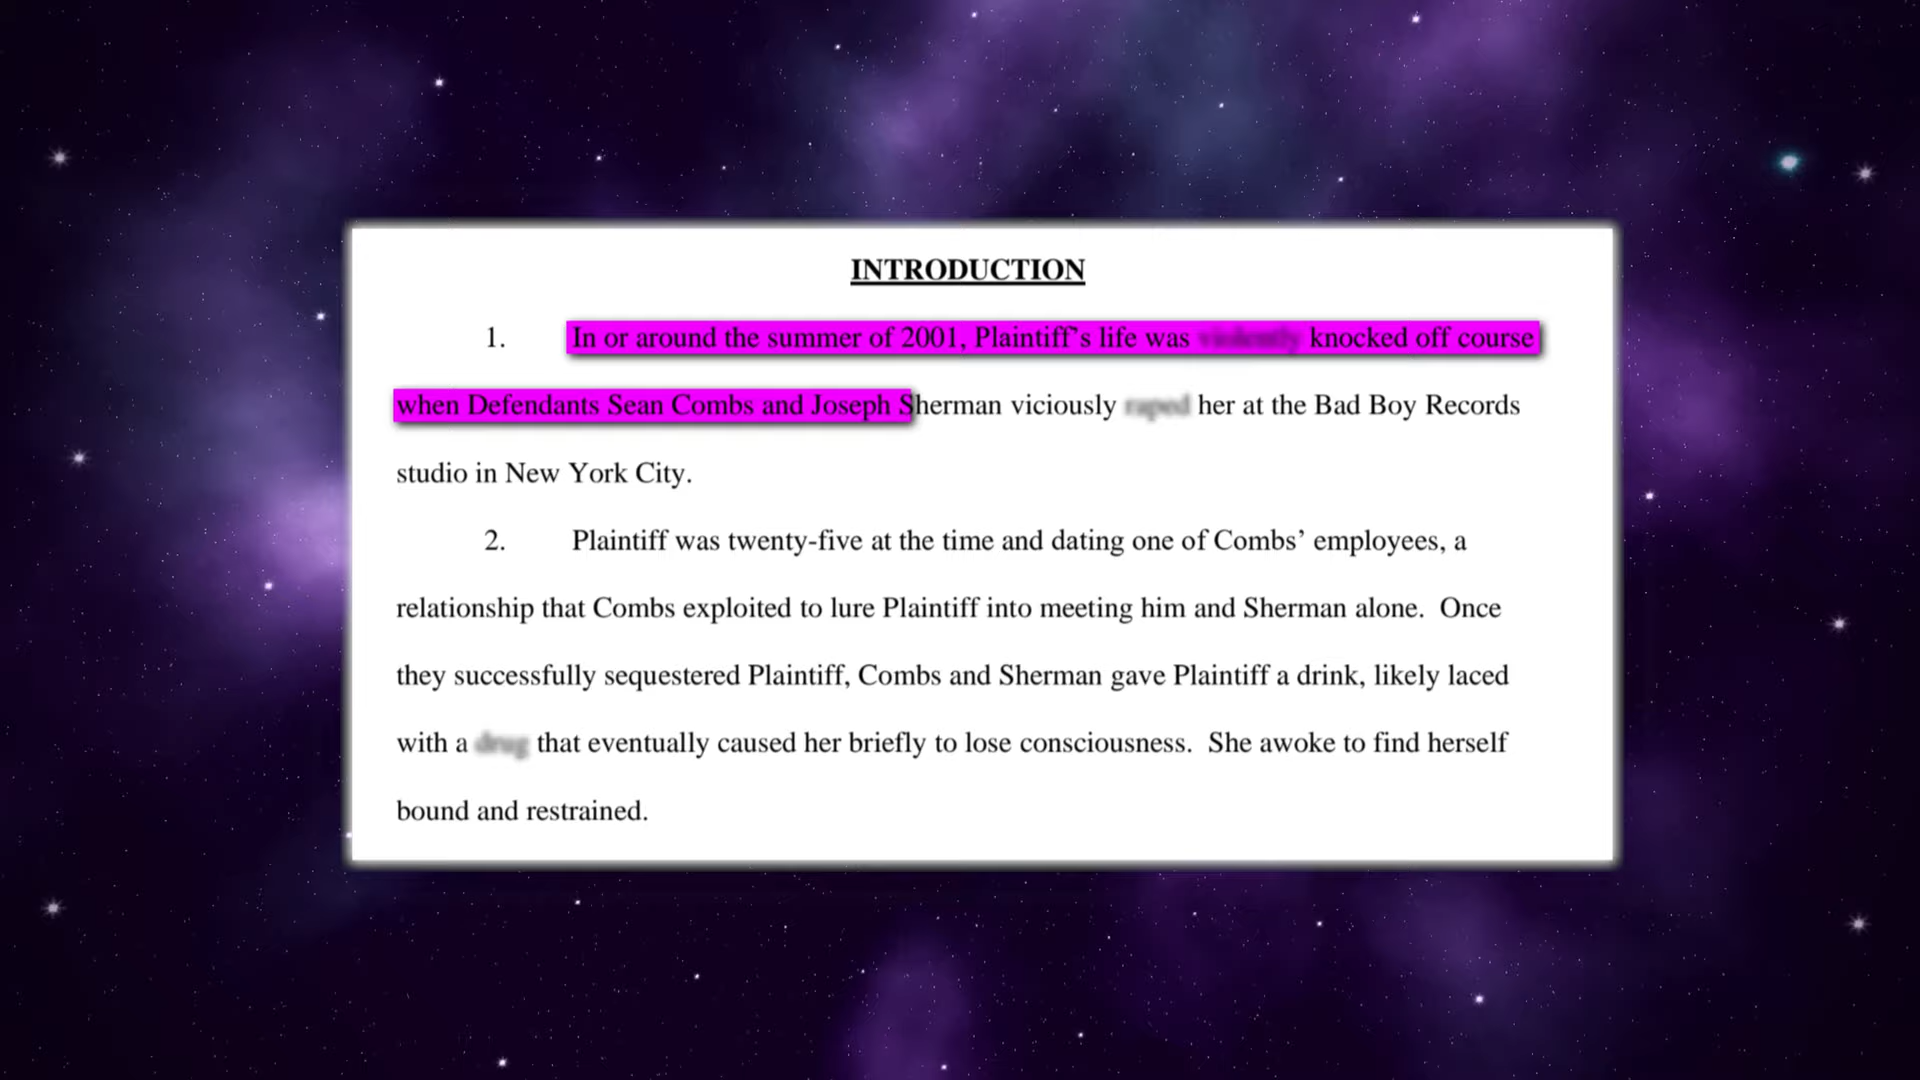 INTRODUCTION
1. In or around the summer of 2001, Plaintiff's life was violently knocked off course
when Defendants Sean Combs and Joseph Sherman viciously raped her at the Bad Boy Records
studio in New York City.
2. Plaintiff was twenty-five at the time and dating one of Combs’ employees, a
relationship that Combs exploited to lure Plaintiff into meeting him and Sherman alone. Once
they successfully sequestered Plaintiff, Combs and Sherman gave Plaintiff a drink, likely laced
with a drug that eventually caused her briefly to lose consciousness. She awoke to find herself
bound and restrained.